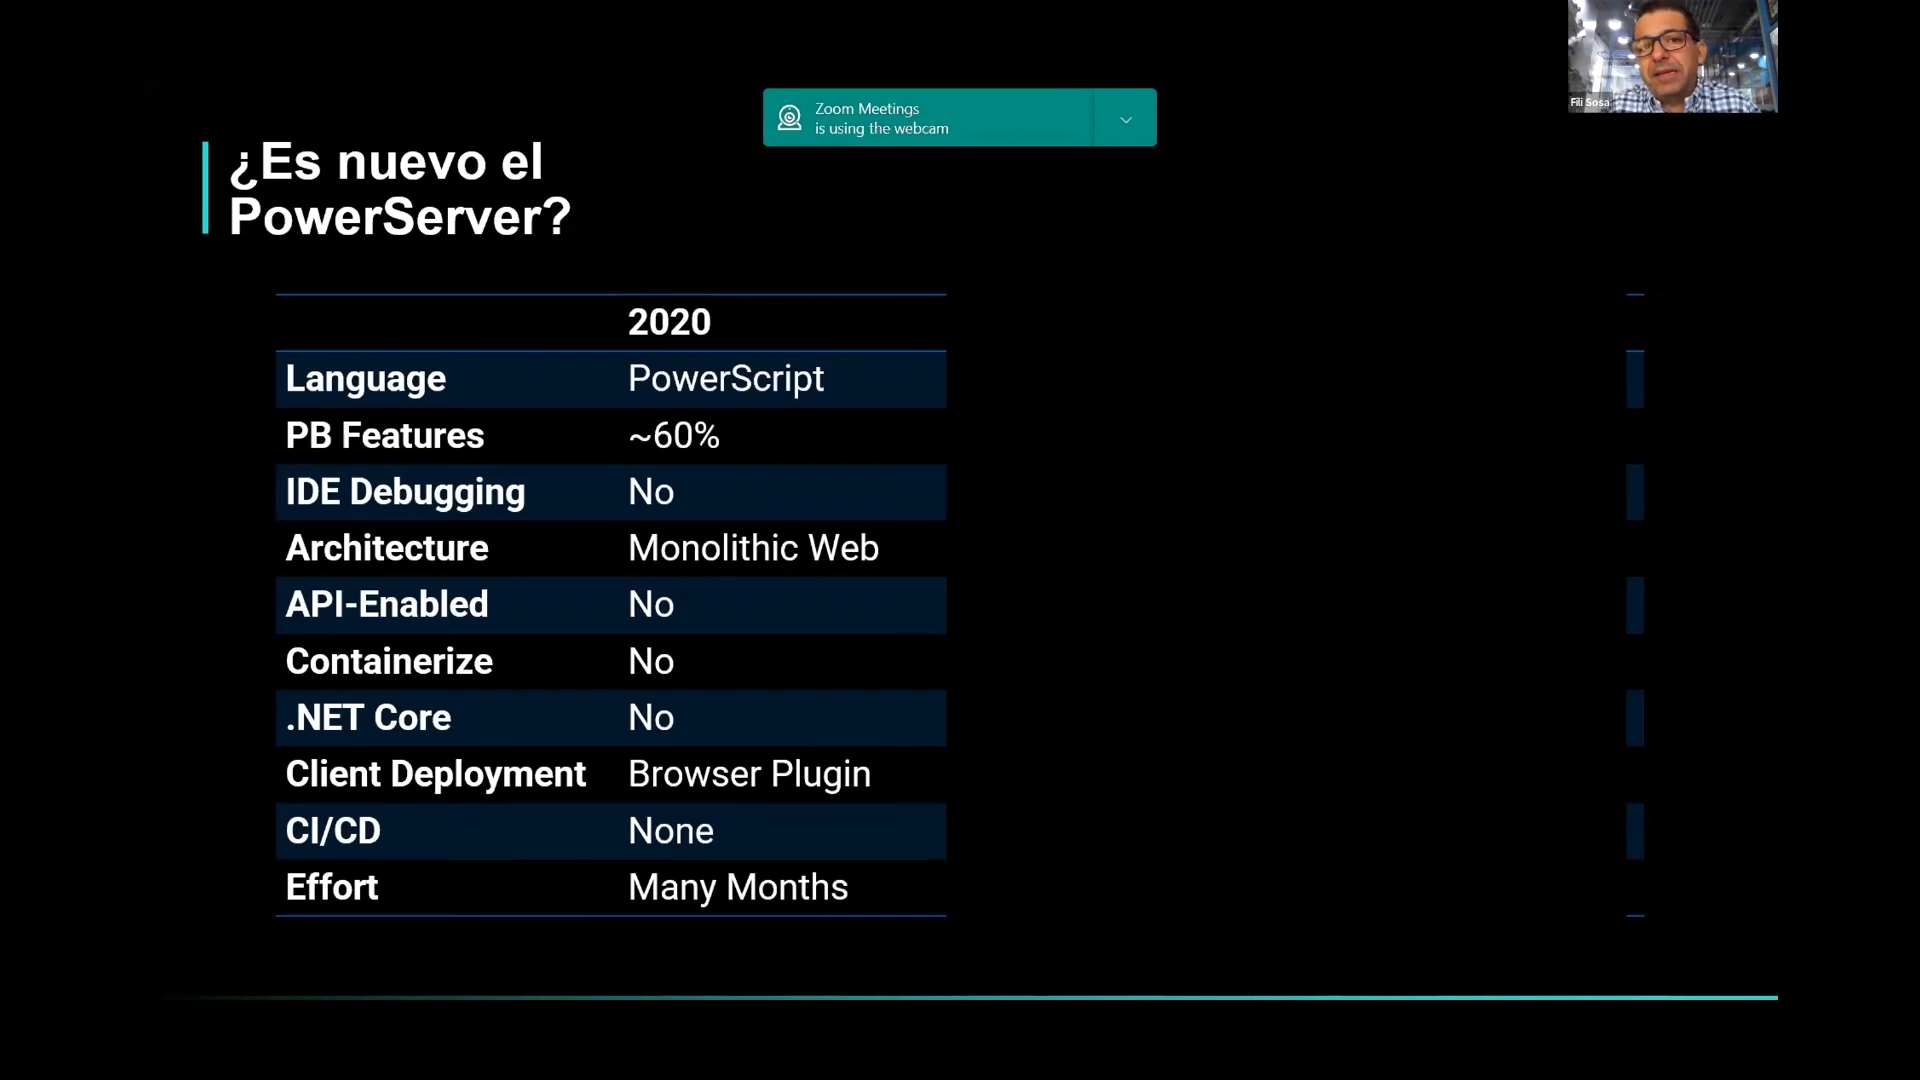 Zoom Meetings
is using the webcam
Fili Sosa
¿Es nuevo el
PowerServer?
2020
Language PowerScript
PB Features ~60%
IDE Debugging No
Architecture Monolithic Web
API-Enabled No
Containerize No
.NET Core No
Client Deployment Browser Plugin
CI/CD None
Effort Many Months